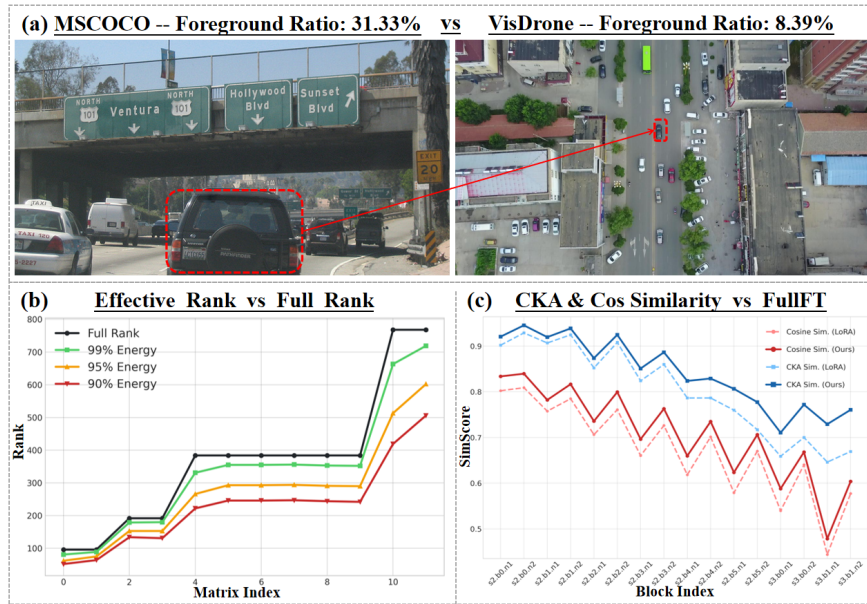 (a) MSCOCO -- Foreground Ratio: 31.33% vs VisDrone -- Foreground Ratio: 8.39%
NORTH
101
Ventura
NORTH
101
Hollywood
Blvd
Sunset
Blvd
EXIT
20
TAXI
(b) Effective Rank vs Full Rank
800
700
600
500
400
300
200
100
Rank
Full Rank
99% Energy
95% Energy
90% Energy
0 2 4 6 8 10
Matrix Index
(c) CKA & Cos Similarity vs FullFT
0.9
0.8
0.7
0.6
0.5
SimScore
Cosine Sim. (LoRA)
Cosine Sim. (Ours)
CKA Sim. (LoRA)
CKA Sim. (Ours)
s2.b0.n1 s2.b0.n2 s2.b1.n1 s2.b1.n2 s2.b2.n1 s2.b2.n2 s2.b3.n1 s2.b3.n2 s2.b4.n1 s2.b4.n2 s2.b5.n1 s2.b5.n2 s3.b0.n1 s3.b0.n2 s3.b1.n1 s3.b1.n2
Block Index